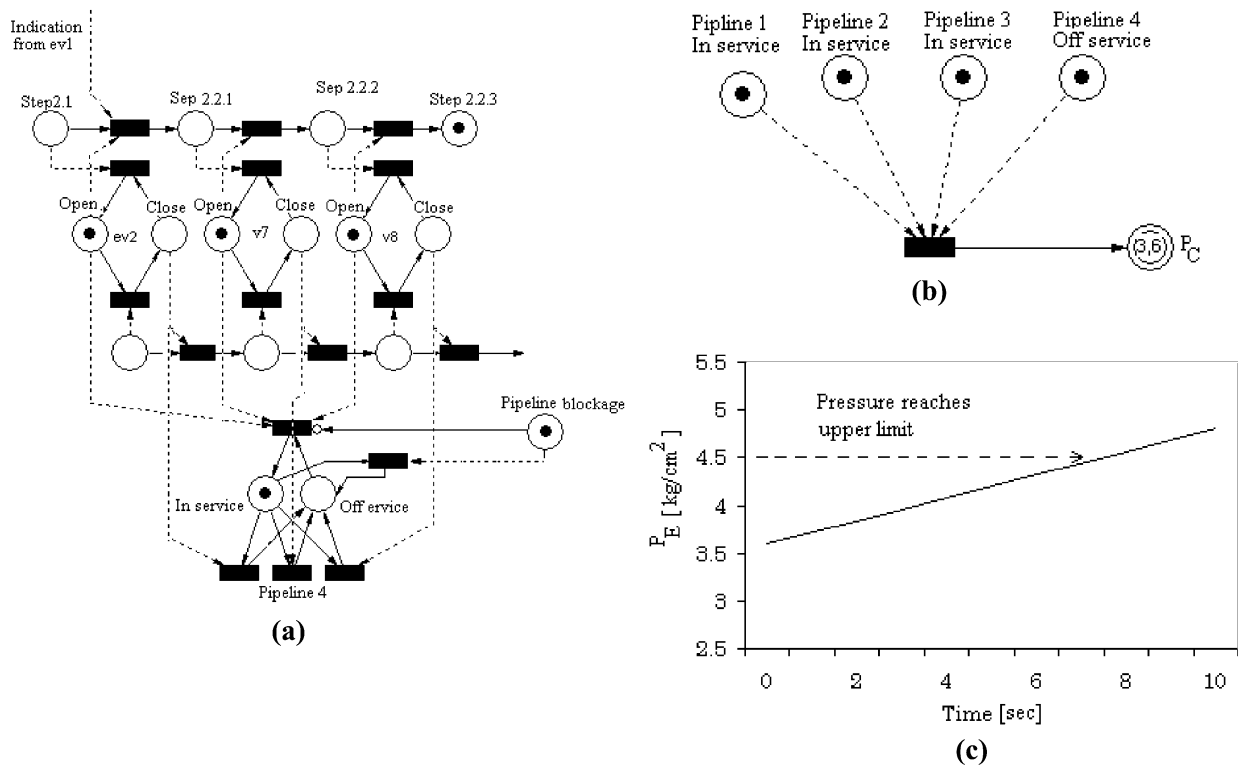 Indication
from ev1
Step2.1
Sep 2.2.1
Sep 2.2.2
Step 2.2.3
Open
Close
Open
Close
Open
Close
ev2
v7
v8
Pipeline blockage
In service
Off ervice
Pipeline 4
(a)
Pipline 1
In service
Pipeline 2
In service
Pipeline 3
In service
Pipeline 4
Off service
(3,6)
P_C
(b)
5.5
5
4.5
4
3.5
3
2.5
P_E [kg/cm²]
Pressure reaches
upper limit
0
2
4
6
8
10
Time [sec]
(c)